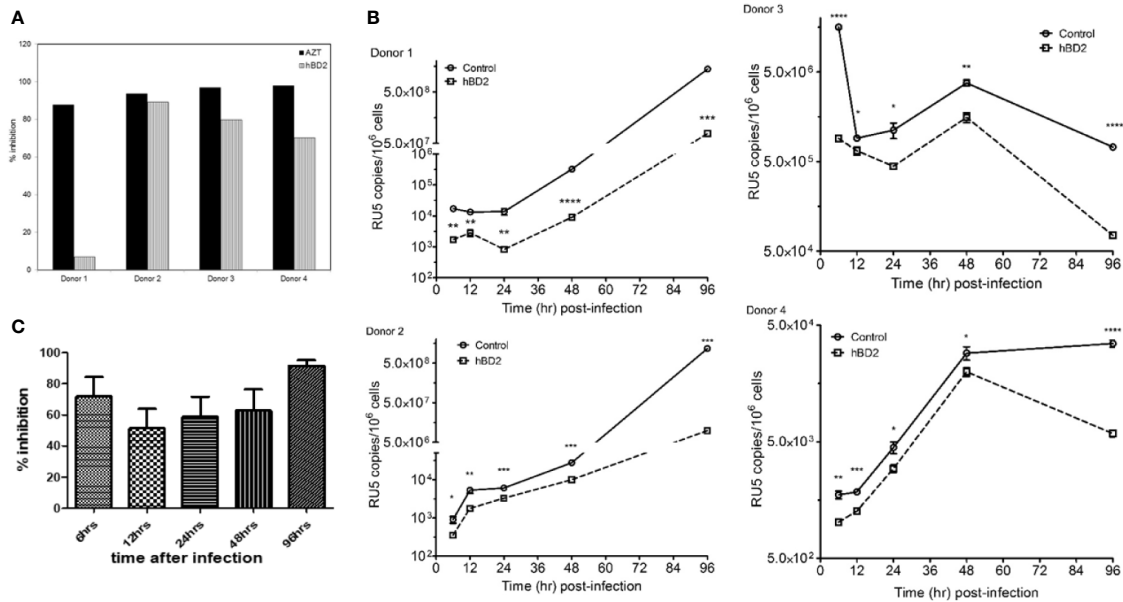 A
AZT
hBD2
120
100
80
60
40
20
0
% inhibition
Donor 1
Donor 2
Donor 3
Donor 4
B
Donor 1
Control
hBD2
RU5 copies/10⁶ cells
5.0×10⁸
5.0×10⁷
10⁶
10⁵
10⁴
10³
10²
**
**
**
****
***
0 12 24 36 48 60 72 84 96
Time (hr) post-infection
Donor 3
Control
hBD2
RU5 copies/10⁶ cells
5.0×10⁶
5.0×10⁵
5.0×10⁴
****
*
*
**
****
0 12 24 36 48 60 72 84 96
Time (hr) post-infection
Donor 2
Control
hBD2
RU5 copies/10⁶ cells
5.0×10⁸
5.0×10⁷
5.0×10⁶
10⁴
10³
10²
*
**
***
***
***
0 12 24 36 48 60 72 84 96
Time (hr) post-infection
Donor 4
Control
hBD2
RU5 copies/10⁶ cells
5.0×10⁴
5.0×10³
5.0×10²
**
***
*
*
****
0 12 24 36 48 60 72 84 96
Time (hr) post-infection
C
% inhibition
100
80
60
40
20
0
6hrs
12hrs
24hrs
48hrs
96hrs
time after infection